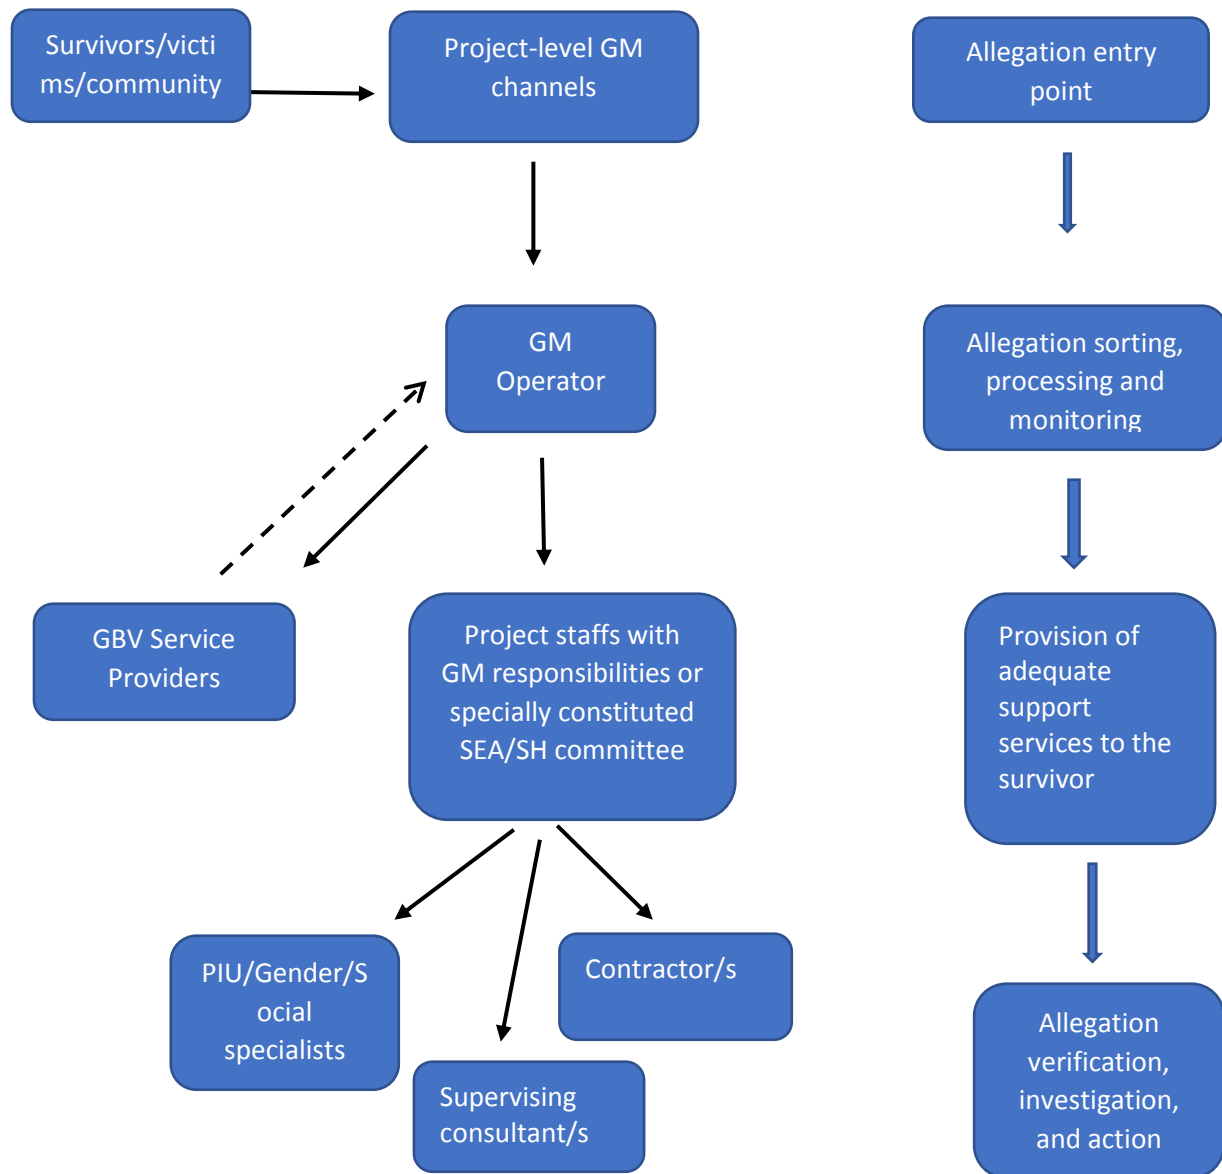 Survivors/victi
ms/community
Project-level GM
channels
Allegation entry
point
GM
Operator
Allegation sorting,
processing and
monitoring
GBV Service
Providers
Project staffs with
GM responsibilities or
specially constituted
SEA/SH committee
Provision of
adequate
support
services to the
survivor
PIU/Gender/S
ocial
specialists
Contractor/s
Supervising
consultant/s
Allegation
verification,
investigation,
and action